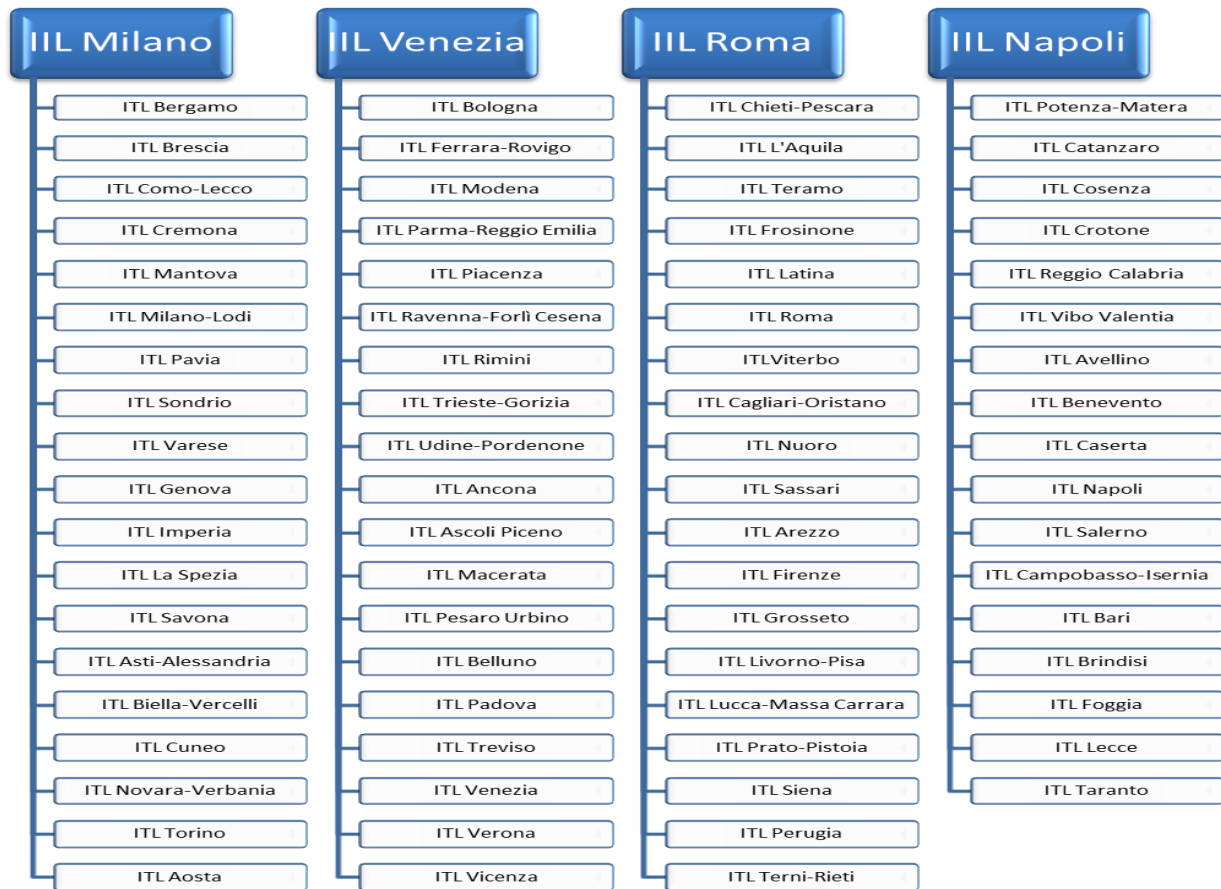 IIL Milano
ITL Bergamo
ITL Brescia
ITL Como-Lecco
ITL Cremona
ITL Mantova
ITL Milano-Lodi
ITL Pavia
ITL Sondrio
ITL Varese
ITL Genova
ITL Imperia
ITL La Spezia
ITL Savona
ITL Asti-Alessandria
ITL Biella-Vercelli
ITL Cuneo
ITL Novara-Verbania
ITL Torino
ITL Aosta
IIL Venezia
ITL Bologna
ITL Ferrara-Rovigo
ITL Modena
ITL Parma-Reggio Emilia
ITL Piacenza
ITL Ravenna-Forlì Cesena
ITL Rimini
ITL Trieste-Gorizia
ITL Udine-Pordenone
ITL Ancona
ITL Ascoli Piceno
ITL Macerata
ITL Pesaro Urbino
ITL Belluno
ITL Padova
ITL Treviso
ITL Venezia
ITL Verona
ITL Vicenza
IIL Roma
ITL Chieti-Pescara
ITL L'Aquila
ITL Teramo
ITL Frosinone
ITL Latina
ITL Roma
ITLViterbo
ITL Cagliari-Oristano
ITL Nuoro
ITL Sassari
ITL Arezzo
ITL Firenze
ITL Grosseto
ITL Livorno-Pisa
ITL Lucca-Massa Carrara
ITL Prato-Pistoia
ITL Siena
ITL Perugia
ITL Terni-Rieti
IIL Napoli
ITL Potenza-Matera
ITL Catanzaro
ITL Cosenza
ITL Crotone
ITL Reggio Calabria
ITL Vibo Valentia
ITL Avellino
ITL Benevento
ITL Caserta
ITL Napoli
ITL Salerno
ITL Campobasso-Isernia
ITL Bari
ITL Brindisi
ITL Foggia
ITL Lecce
ITL Taranto